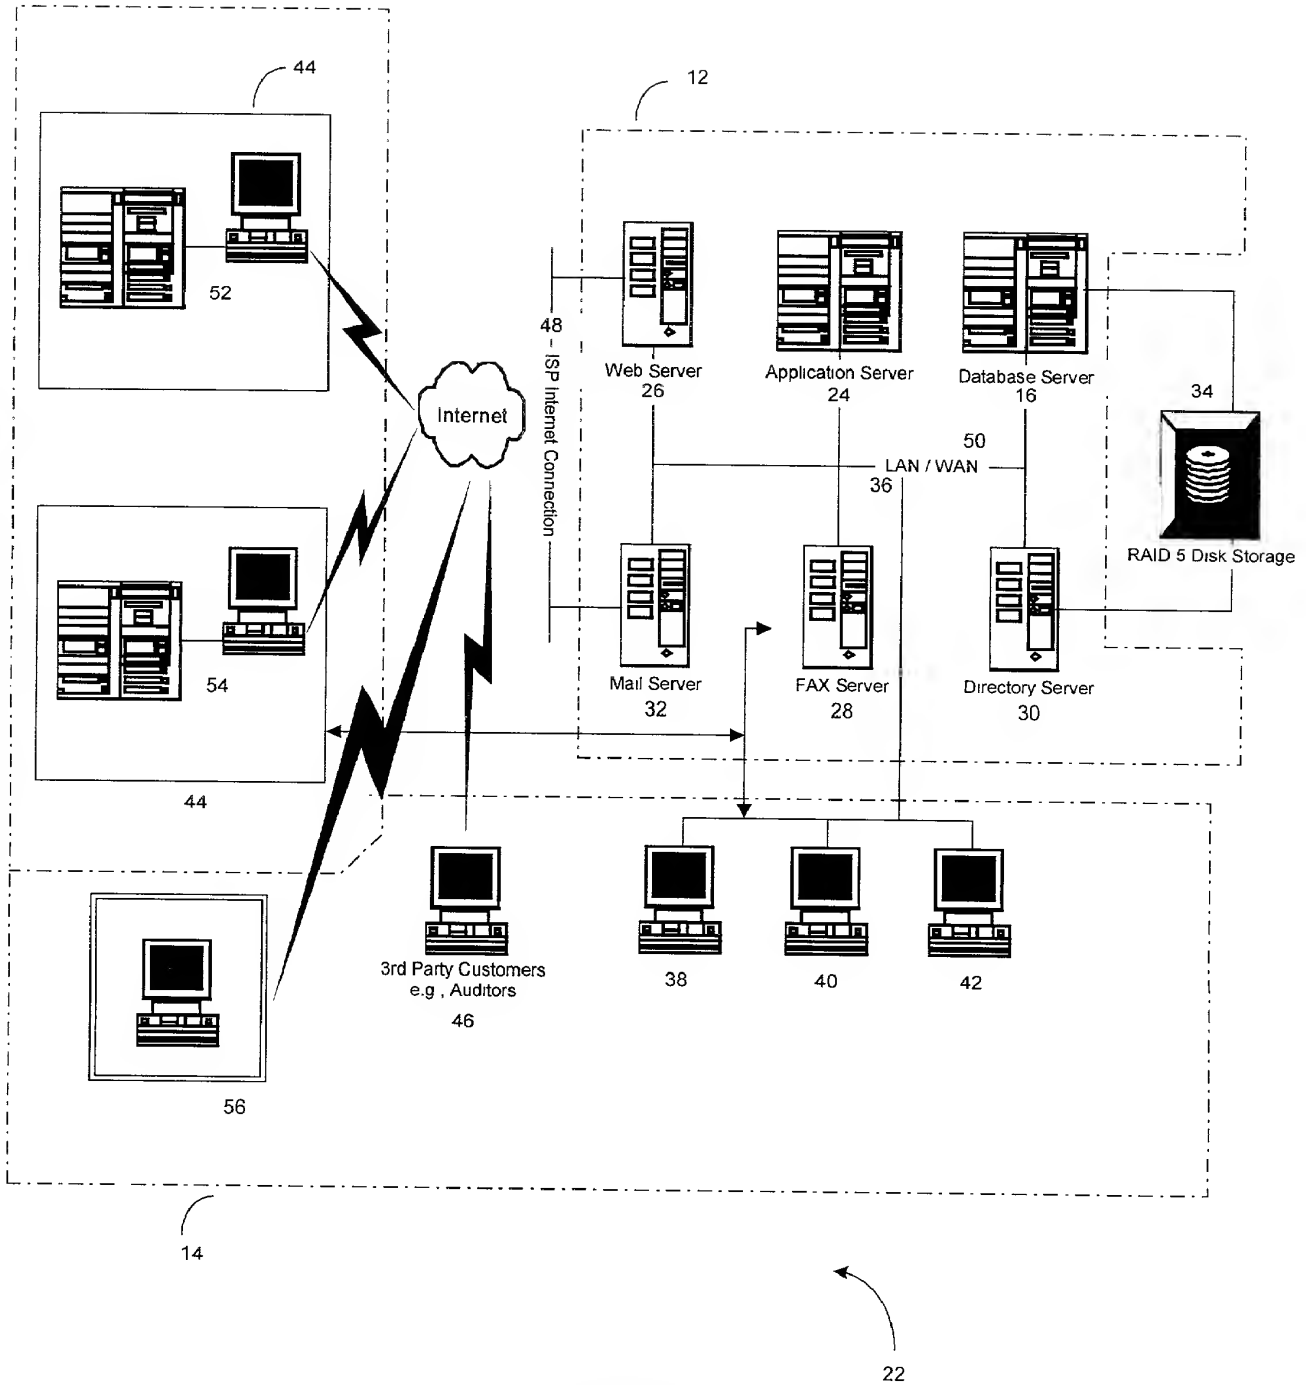 44
12
52
48
ISP Internet Connection
Web Server
26
Application Server
24
Database Server
16
34
RAID 5 Disk Storage
Internet
50
LAN / WAN
36
54
44
Mail Server
32
FAX Server
28
Directory Server
30
3rd Party Customers
e.g , Auditors
46
38
40
42
56
14
22